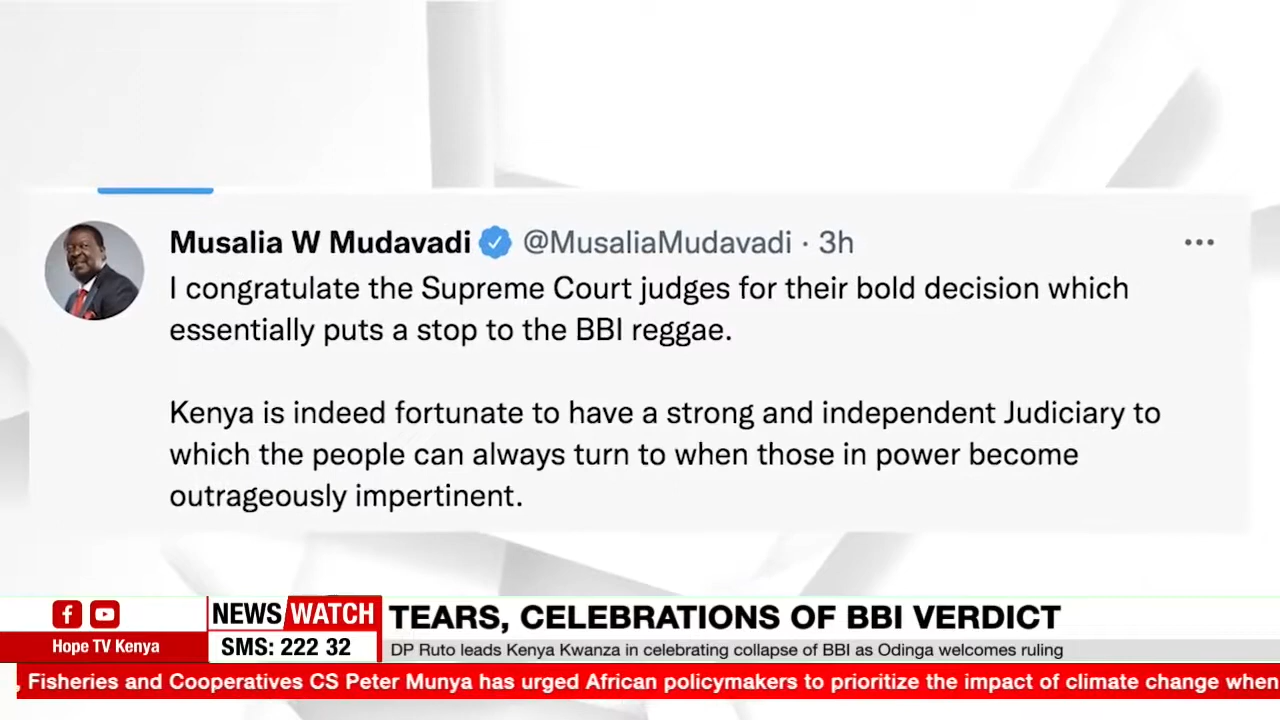 Musalia W Mudavadi @MusaliaMudavadi · 3h
I congratulate the Supreme Court judges for their bold decision which
essentially puts a stop to the BBI reggae.
Kenya is indeed fortunate to have a strong and independent Judiciary to
which the people can always turn to when those in power become
outrageously impertinent.
Hope TV Kenya
NEWS WATCH
SMS: 222 32
TEARS, CELEBRATIONS OF BBI VERDICT
DP Ruto leads Kenya Kwanza in celebrating collapse of BBI as Odinga welcomes ruling
, Fisheries and Cooperatives CS Peter Munya has urged African policymakers to prioritize the impact of climate change when